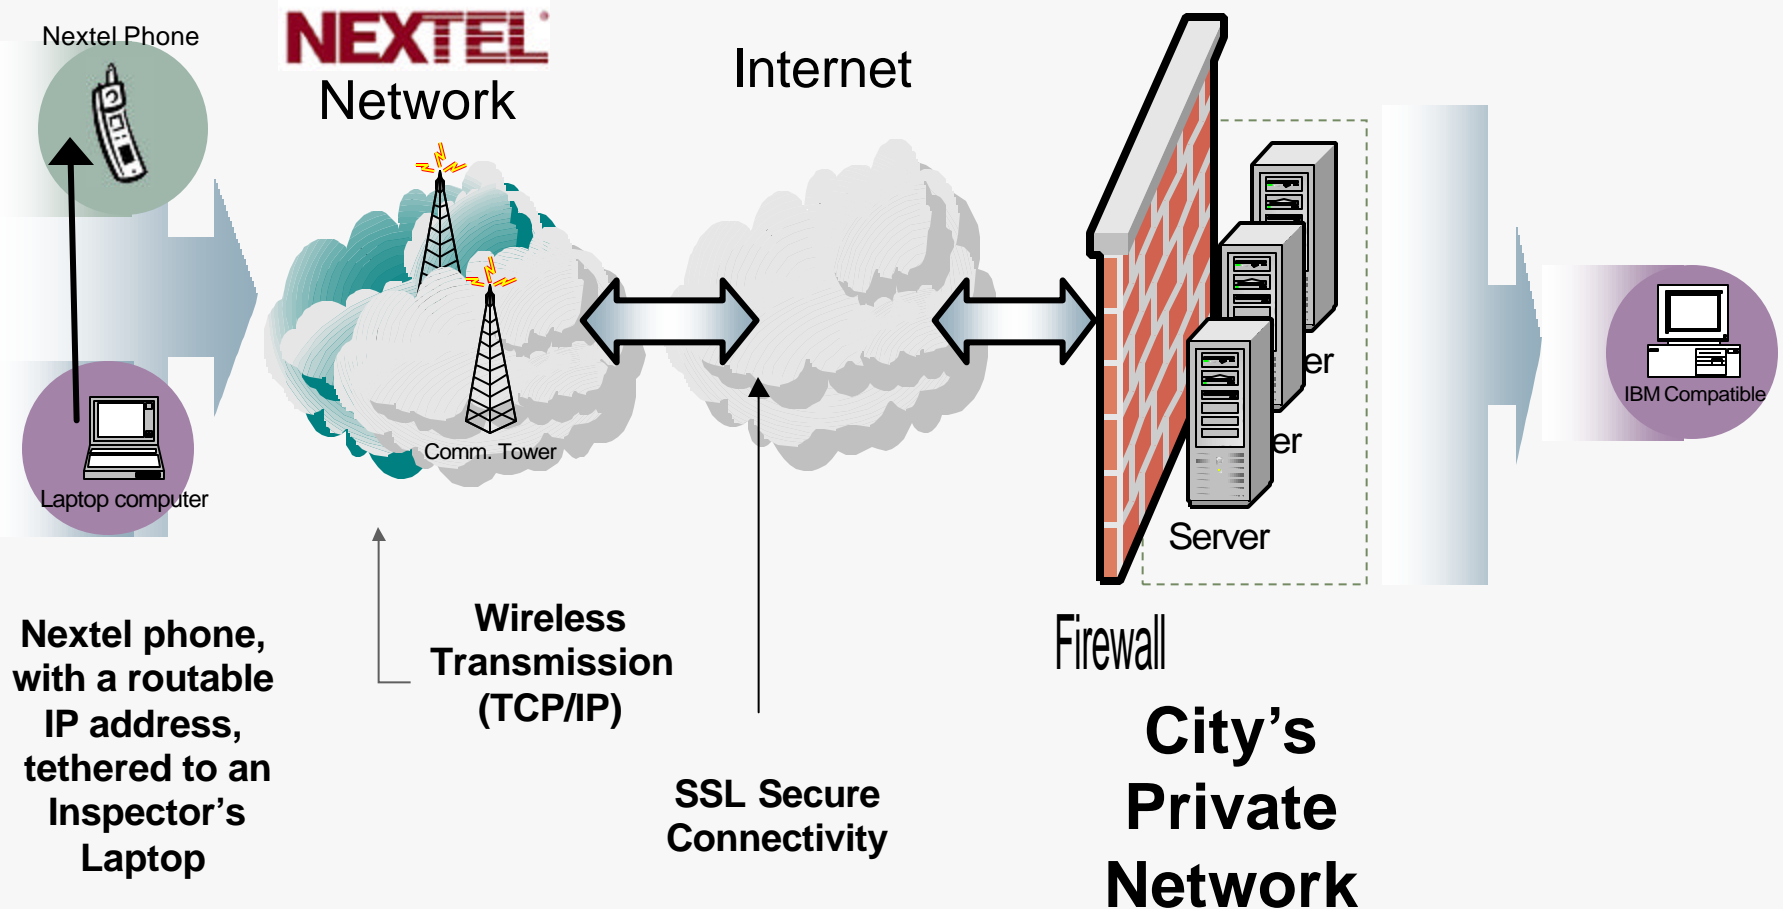 Nextel Phone
NEXTEL
Network
Internet
Comm. Tower
Laptop computer
er
er
Server
IBM Compatible
Nextel phone,
with a routable
IP address,
tethered to an
Inspector's
Laptop
Wireless
Transmission
(TCP/IP)
SSL Secure
Connectivity
Firewall
City's
Private
Network